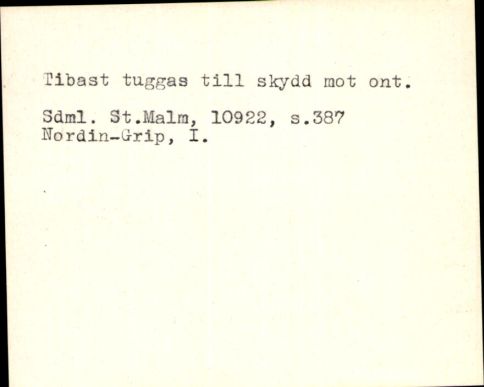 Tibast tuggas till skydd mot ont.
Sdml. St.Malm, 10922, s.387
Nordin-Grip, I.